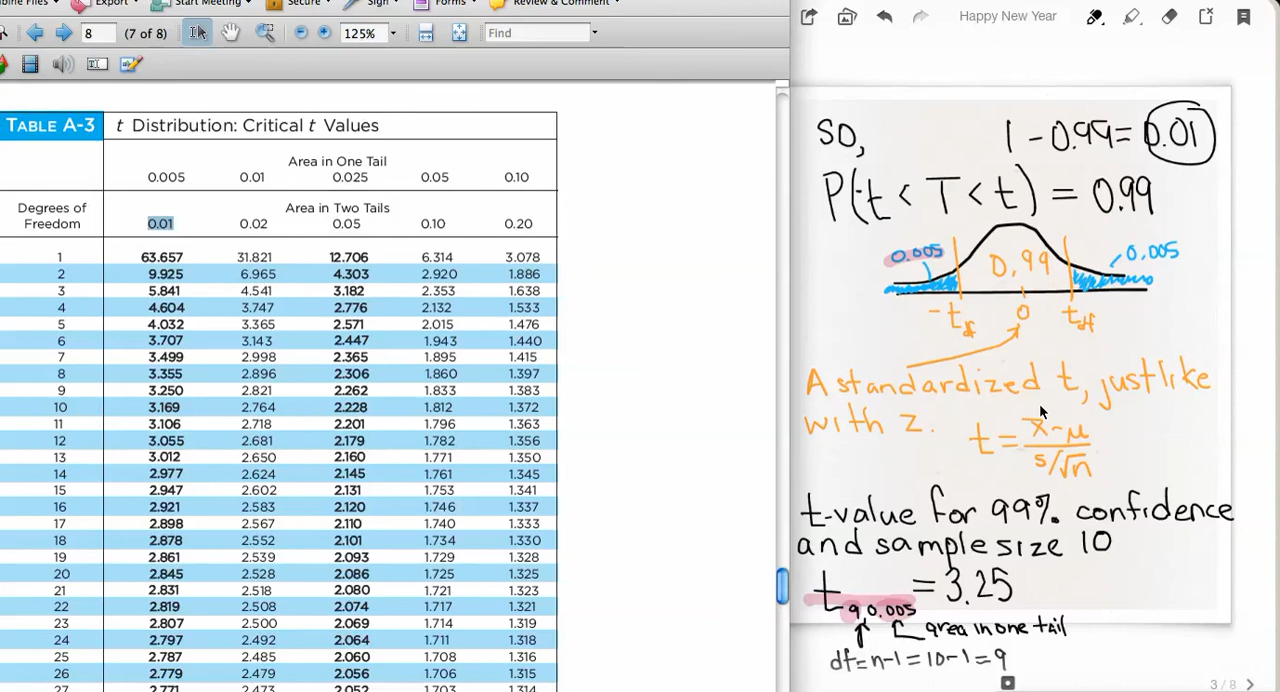 Export
Start Meeting
Secure
Sign
Forms
Review & Comment
8 (7 of 8) 125% Find
TABLE A-3 t Distribution: Critical t Values
Area in One Tail
0.005 0.01 0.025 0.05 0.10
Degrees of Area in Two Tails
Freedom 0.01 0.02 0.05 0.10 0.20
1 63.657 31.821 12.706 6.314 3.078
2 9.925 6.965 4.303 2.920 1.886
3 5.841 4.541 3.182 2.353 1.638
4 4.604 3.747 2.776 2.132 1.533
5 4.032 3.365 2.571 2.015 1.476
6 3.707 3.143 2.447 1.943 1.440
7 3.499 2.998 2.365 1.895 1.415
8 3.355 2.896 2.306 1.860 1.397
9 3.250 2.821 2.262 1.833 1.383
10 3.169 2.764 2.228 1.812 1.372
11 3.106 2.718 2.201 1.796 1.363
12 3.055 2.681 2.179 1.782 1.356
13 3.012 2.650 2.160 1.771 1.350
14 2.977 2.624 2.145 1.761 1.345
15 2.947 2.602 2.131 1.753 1.341
16 2.921 2.583 2.120 1.746 1.337
17 2.898 2.567 2.110 1.740 1.333
18 2.878 2.552 2.101 1.734 1.330
19 2.861 2.539 2.093 1.729 1.328
20 2.845 2.528 2.086 1.725 1.325
21 2.831 2.518 2.080 1.721 1.323
22 2.819 2.508 2.074 1.717 1.321
23 2.807 2.500 2.069 1.714 1.319
24 2.797 2.492 2.064 1.711 1.318
25 2.787 2.485 2.060 1.708 1.316
26 2.779 2.479 2.056 1.706 1.315
27 2.771 2.473 2.052 1.703 1.314
Happy New Year
SO, 1 - 0.99 = 0.01
P(-t < T < t) = 0.99
0.005 0.99 0.005
-t df 0 t df
A standardized t, just like
with z. t = x̄-μ
s/√n
t-value for 99% confidence
and sample size 10
t 9,0.005 = 3.25
area in one tail
df=n-1=10-1=9
3 / 8